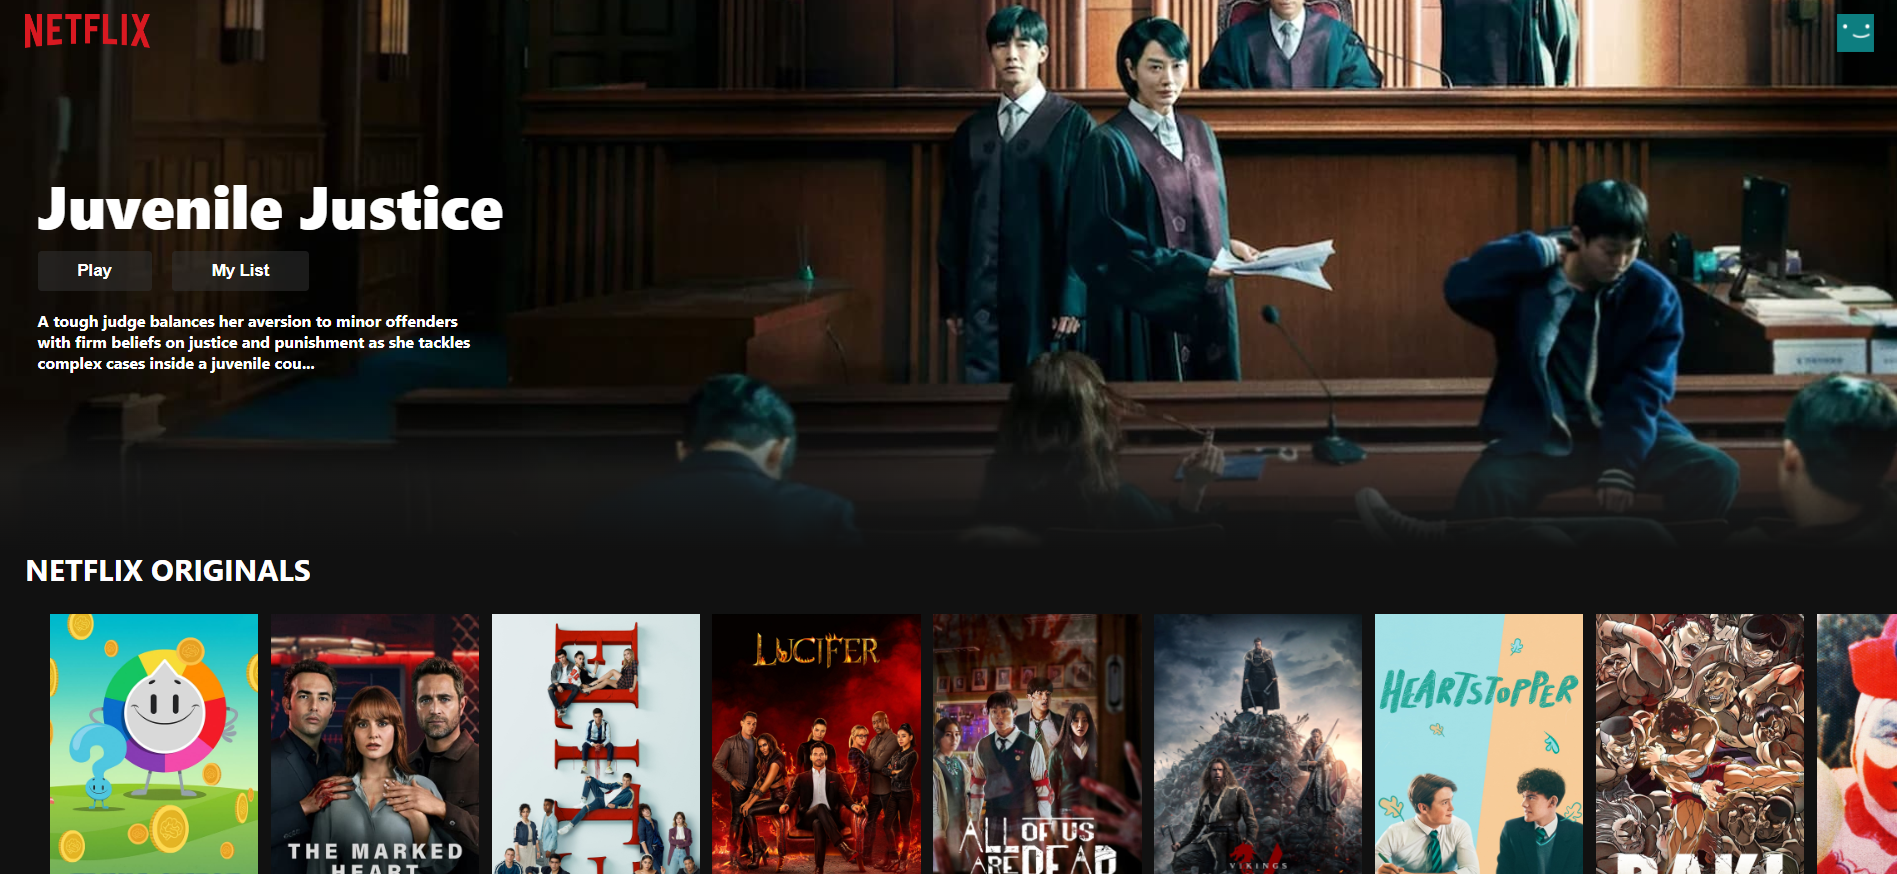 NETFLIX
Juvenile Justice
Play
My List
A tough judge balances her aversion to minor offenders
with firm beliefs on justice and punishment as she tackles
complex cases inside a juvenile cou...
NETFLIX ORIGINALS
THE MARKED
HEART
LUCIFER
ALL OF US
ARE DEAD
VIKINGS
HEARTSTOPPER
BAKI